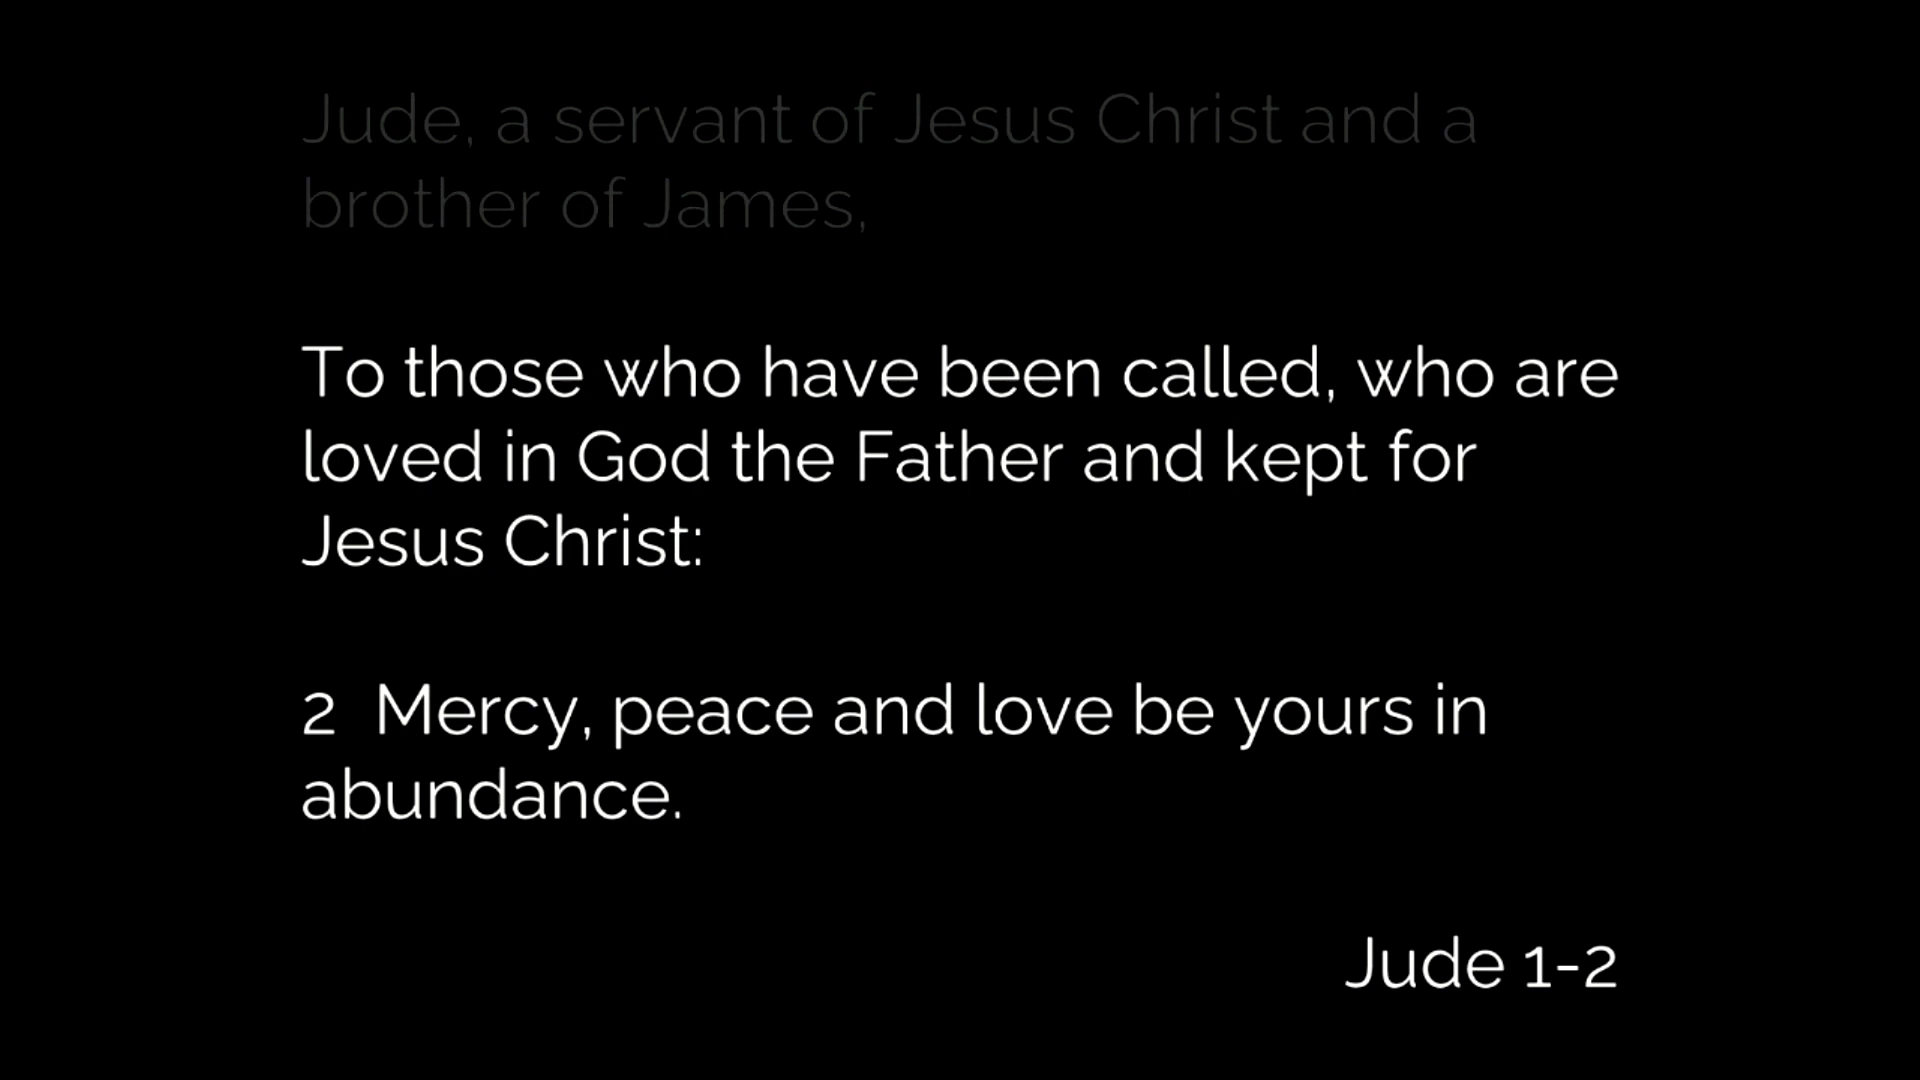 Jude, a servant of Jesus Christ and a
brother of James,
To those who have been called, who are
loved in God the Father and kept for
Jesus Christ:
2 Mercy, peace and love be yours in
abundance.
Jude 1-2